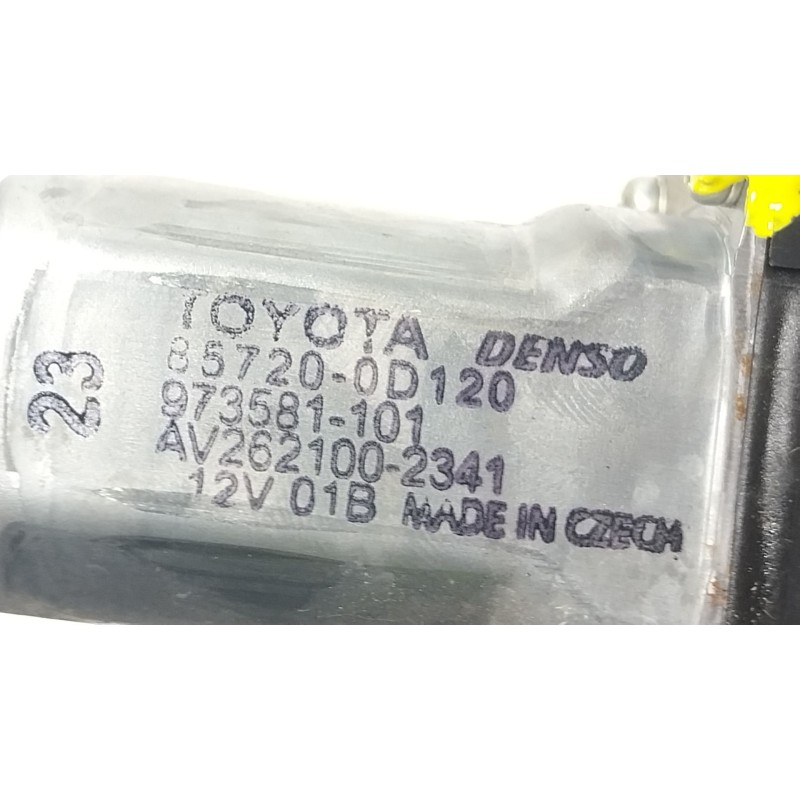 TOYOTA DENSO
85720-0D120
973581-101
AV262100-2341
12V 01B MADE IN CZECH
23